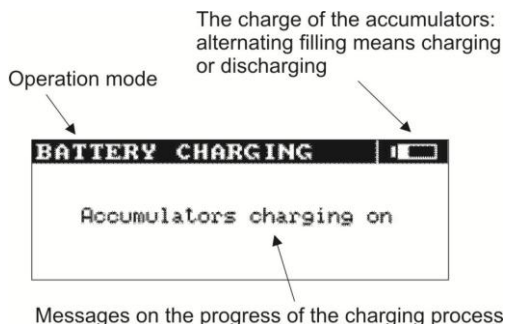 The charge of the accumulators:
alternating filling means charging
or discharging
Operation mode
BATTERY CHARGING
Accumulators charging on
Messages on the progress of the charging process